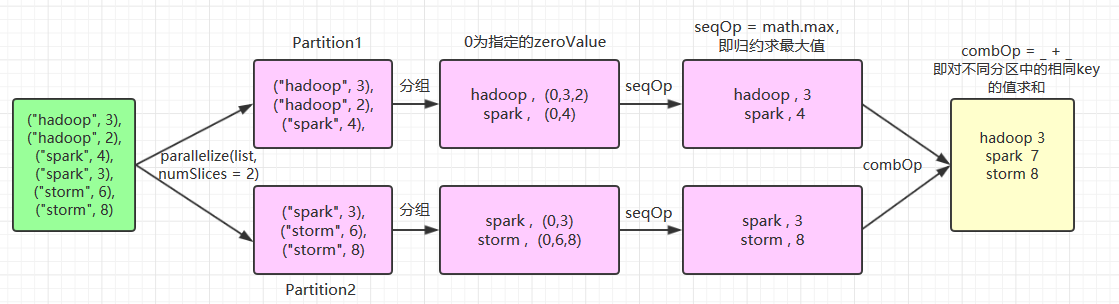 ("hadoop", 3),
("hadoop", 2),
("spark", 4),
("spark", 3),
("storm", 6),
("storm", 8)
parallelize(list,
numSlices = 2)
Partition1
("hadoop", 3),
("hadoop", 2),
("spark", 4),
分组
0为指定的zeroValue
hadoop , (0,3,2)
spark , (0,4)
seqOp
seqOp = math.max，
即归约求最大值
hadoop , 3
spark , 4
("spark", 3),
("storm", 6),
("storm", 8)
Partition2
分组
spark , (0,3)
storm , (0,6,8)
seqOp
spark , 3
storm , 8
combOp
combOp = _ + _
即对不同分区中的相同key
的值求和
hadoop 3
spark 7
storm 8